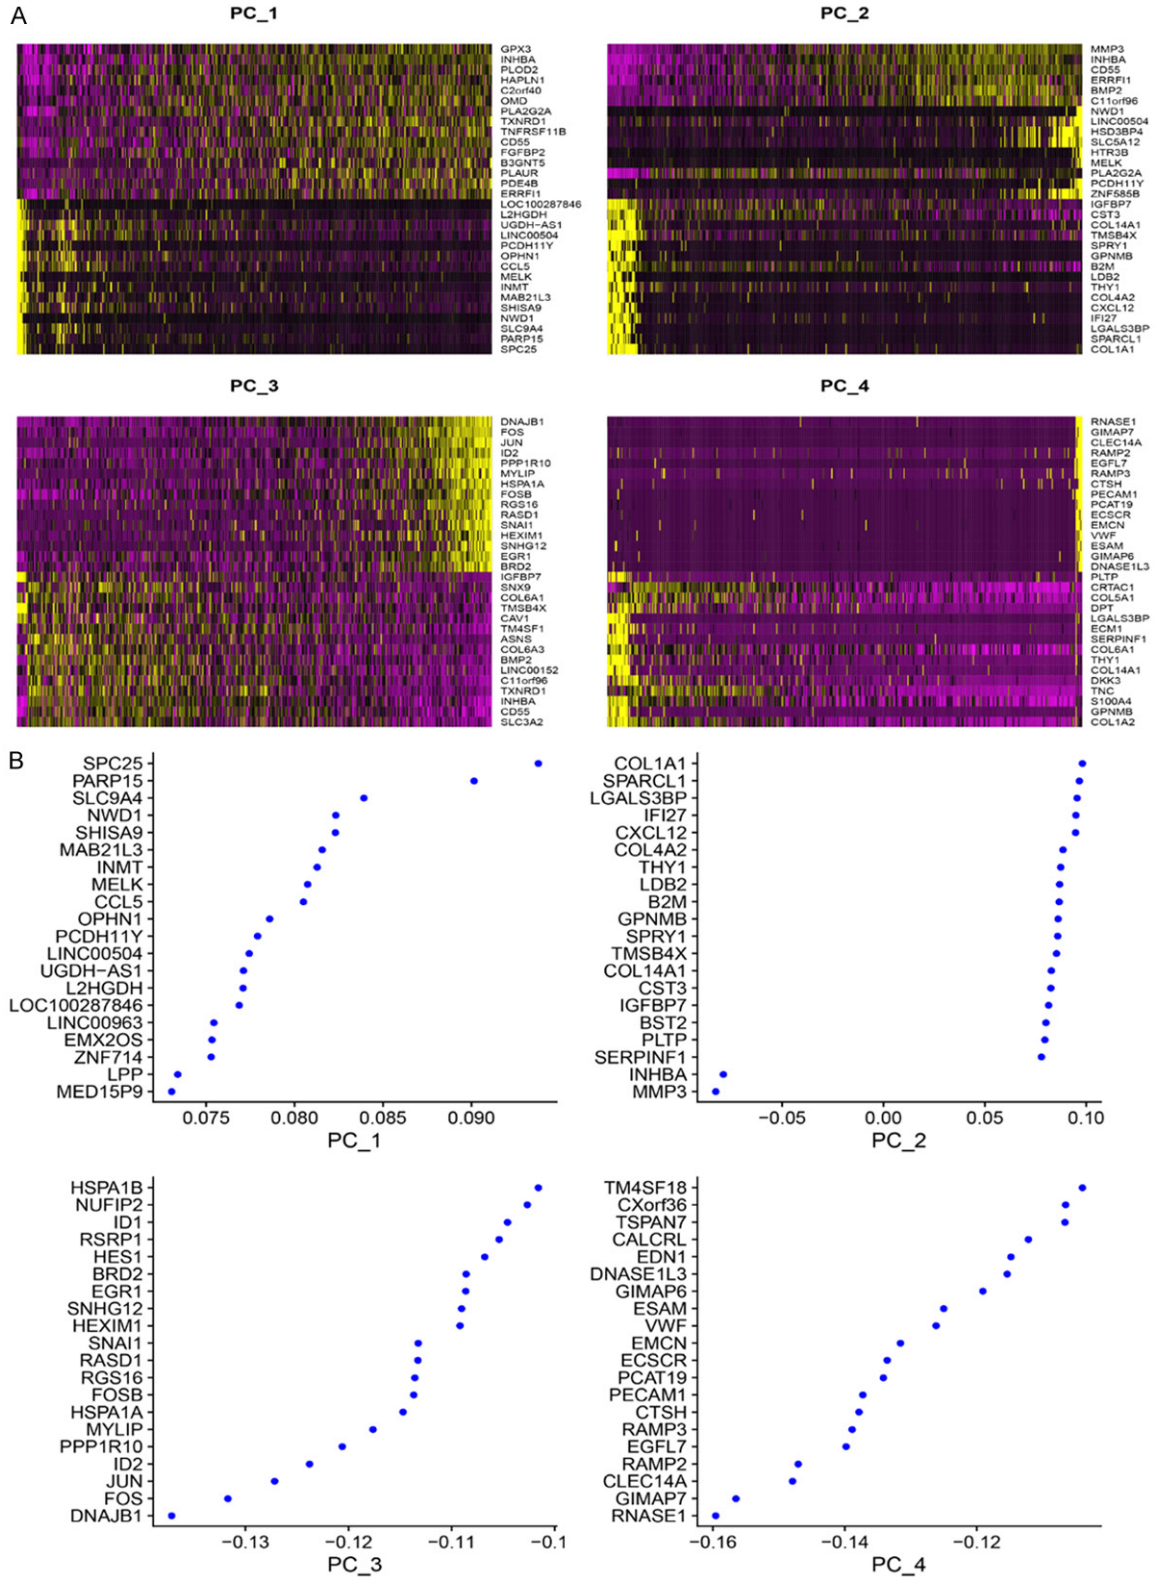 A
PC_1
GPX3
INHBA
PLOD2
HAPLN1
C2orf40
OMD
PLA2G2A
TXNRD1
TNFRSF11B
CD55
FGFBP2
B3GNT5
PLAUR
PDE4B
ERRFI1
LOC100287846
L2HGDH
UGDH-AS1
LINC00504
PCDH11Y
OPHN1
CCL5
MELK
INMT
MAB21L3
SHISA9
NWD1
SLC9A4
PARP15
SPC25
PC_2
MMP3
INHBA
CD55
ERRFI1
BMP2
C11orf96
NWD1
LINC00504
HSD3BP4
SLC5A12
HTR3B
MELK
PLA2G2A
PCDH11Y
ZNF585B
IGFBP7
CST3
COL14A1
TMSB4X
SPRY1
GPNMB
B2M
LDB2
THY1
COL4A2
CXCL12
IFI27
LGALS3BP
SPARCL1
COL1A1
PC_3
DNAJB1
FOS
JUN
ID2
PPP1R10
MYLIP
HSPA1A
FOSB
RGS16
RASD1
SNAI1
HEXIM1
SNHG12
EGR1
BRD2
IGFBP7
SNX9
COL6A1
TMSB4X
CAV1
TM4SF1
ASNS
COL6A3
BMP2
LINC00152
C11orf96
TXNRD1
INHBA
CD55
SLC3A2
PC_4
RNASE1
GIMAP7
CLEC14A
RAMP2
EGFL7
RAMP3
CTSH
PECAM1
PCAT19
ECSCR
EMCN
VWF
ESAM
GIMAP6
DNASE1L3
PLTP
CRTAC1
COL5A1
DPT
LGALS3BP
ECM1
SERPINF1
COL6A1
THY1
COL14A1
DKK3
TNC
S100A4
GPNMB
COL1A2
B
SPC25
PARP15
SLC9A4
NWD1
SHISA9
MAB21L3
INMT
MELK
CCL5
OPHN1
PCDH11Y
LINC00504
UGDH-AS1
L2HGDH
LOC100287846
LINC00963
EMX2OS
ZNF714
LPP
MED15P9
0.075 0.080 0.085 0.090
PC_1
COL1A1
SPARCL1
LGALS3BP
IFI27
CXCL12
COL4A2
THY1
LDB2
B2M
GPNMB
SPRY1
TMSB4X
COL14A1
CST3
IGFBP7
BST2
PLTP
SERPINF1
INHBA
MMP3
-0.05 0.00 0.05 0.10
PC_2
HSPA1B
NUFIP2
ID1
RSRP1
HES1
BRD2
EGR1
SNHG12
HEXIM1
SNAI1
RASD1
RGS16
FOSB
HSPA1A
MYLIP
PPP1R10
ID2
JUN
FOS
DNAJB1
-0.13 -0.12 -0.11 -0.1
PC_3
TM4SF18
CXorf36
TSPAN7
CALCRL
EDN1
DNASE1L3
GIMAP6
ESAM
VWF
EMCN
ECSCR
PCAT19
PECAM1
CTSH
RAMP3
EGFL7
RAMP2
CLEC14A
GIMAP7
RNASE1
-0.16 -0.14 -0.12
PC_4